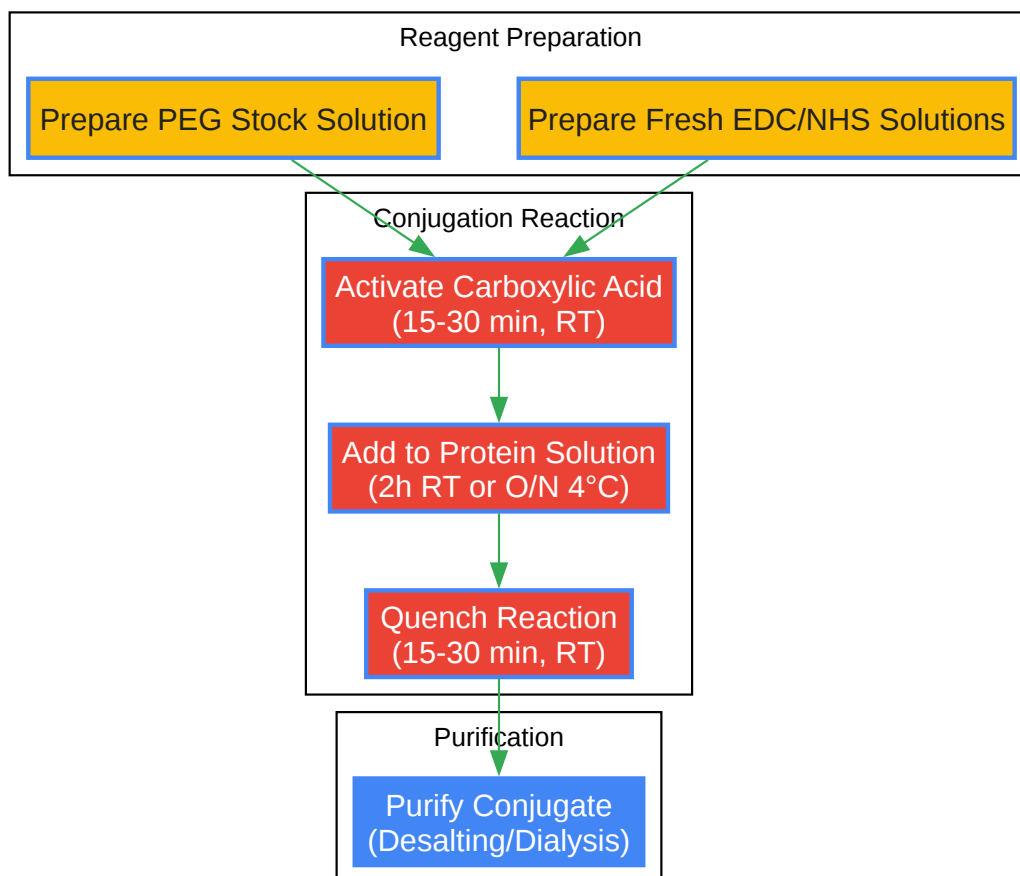 Reagent Preparation
Prepare PEG Stock Solution
Prepare Fresh EDC/NHS Solutions
Conjugation Reaction
Activate Carboxylic Acid
(15-30 min, RT)
Add to Protein Solution
(2h RT or O/N 4°C)
Quench Reaction
(15-30 min, RT)
Purification
Purify Conjugate
(Desalting/Dialysis)